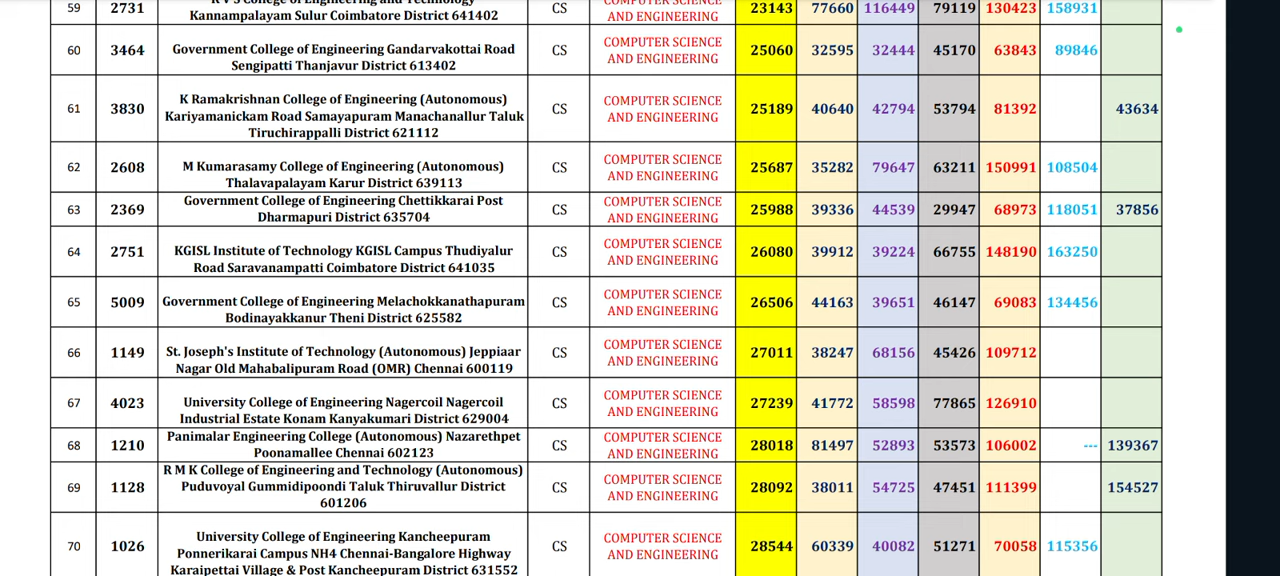 59 2731 Kannampalayam Sulur Coimbatore District 641402 CS AND ENGINEERING 23143 77660 116449 79119 130423 158931
60 3464 Government College of Engineering Gandarvakottai Road CS COMPUTER SCIENCE 25060 32595 32444 45170 63843 89846
Sengipatti Thanjavur District 613402 AND ENGINEERING
K Ramakrishnan College of Engineering (Autonomous)
61 3830 Kariyamanickam Road Samayapuram Manachanallur Taluk CS COMPUTER SCIENCE 25189 40640 42794 53794 81392 43634
Tiruchirappalli District 621112 AND ENGINEERING
62 2608 M Kumarasamy College of Engineering (Autonomous) CS COMPUTER SCIENCE 25687 35282 79647 63211 150991 108504
Thalavapalayam Karur District 639113 AND ENGINEERING
63 2369 Government College of Engineering Chettikkarai Post CS COMPUTER SCIENCE 25988 39336 44539 29947 68973 118051 37856
Dharmapuri District 635704 AND ENGINEERING
64 2751 KGISL Institute of Technology KGISL Campus Thudiyalur CS COMPUTER SCIENCE 26080 39912 39224 66755 148190 163250
Road Saravanampatti Coimbatore District 641035 AND ENGINEERING
65 5009 Government College of Engineering Melachokkanathapuram CS COMPUTER SCIENCE 26506 44163 39651 46147 69083 134456
Bodinayakkanur Theni District 625582 AND ENGINEERING
66 1149 St. Joseph's Institute of Technology (Autonomous) Jeppiaar CS COMPUTER SCIENCE 27011 38247 68156 45426 109712
Nagar Old Mahabalipuram Road (OMR) Chennai 600119 AND ENGINEERING
67 4023 University College of Engineering Nagercoil Nagercoil CS COMPUTER SCIENCE 27239 41772 58598 77865 126910
Industrial Estate Konam Kanyakumari District 629004 AND ENGINEERING
68 1210 Panimalar Engineering College (Autonomous) Nazarethpet CS COMPUTER SCIENCE 28018 81497 52893 53573 106002 --- 139367
Poonamallee Chennai 602123 AND ENGINEERING
R M K College of Engineering and Technology (Autonomous)
69 1128 Puduvoyal Gummidipoondi Taluk Thiruvallur District CS COMPUTER SCIENCE 28092 38011 54725 47451 111399 154527
601206 AND ENGINEERING
University College of Engineering Kancheepuram
70 1026 Ponnerikarai Campus NH4 Chennai-Bangalore Highway CS COMPUTER SCIENCE 28544 60339 40082 51271 70058 115356
Karaipettai Village & Post Kancheepuram District 631552 AND ENGINEERING